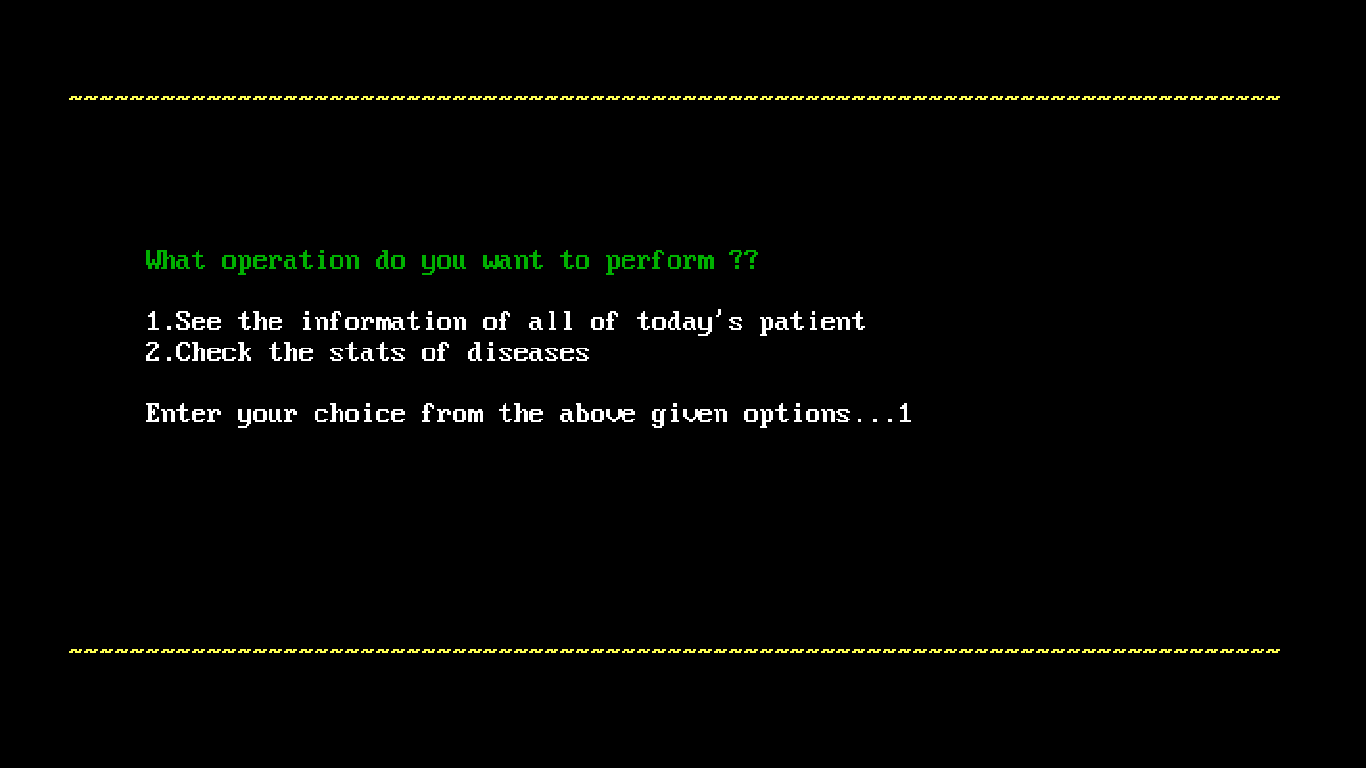 What operation do you want to perform ??
1.See the information of all of today's patient
2.Check the stats of diseases
Enter your choice from the above given options...1